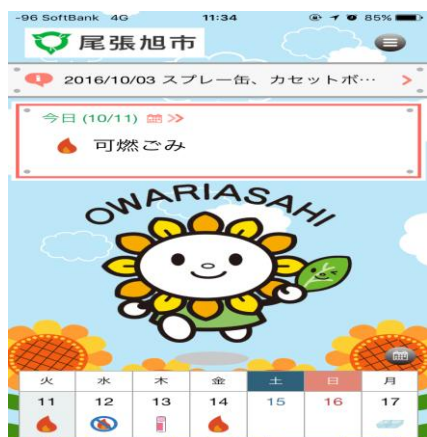 -96 SoftBank 4G 11:34 85%
尾張旭市
2016/10/03 スプレー缶、カセットボ…
今日 (10/11)
可燃ごみ
OWARIASAHI
火 水 木 金 土 日 月
11 12 13 14 15 16 17